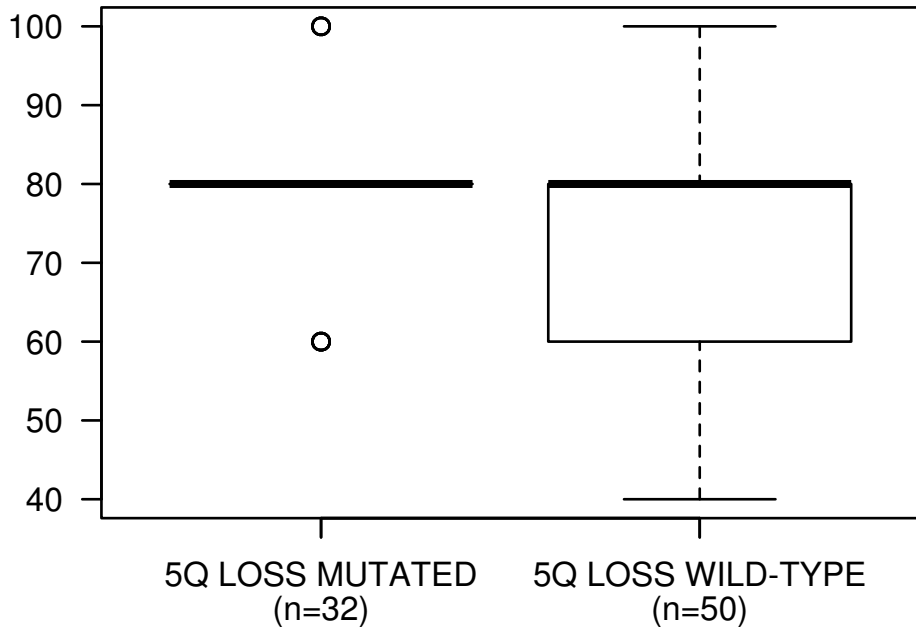 100
90
80
70
60
50
40
5Q LOSS MUTATED
(n=32)
5Q LOSS WILD-TYPE
(n=50)